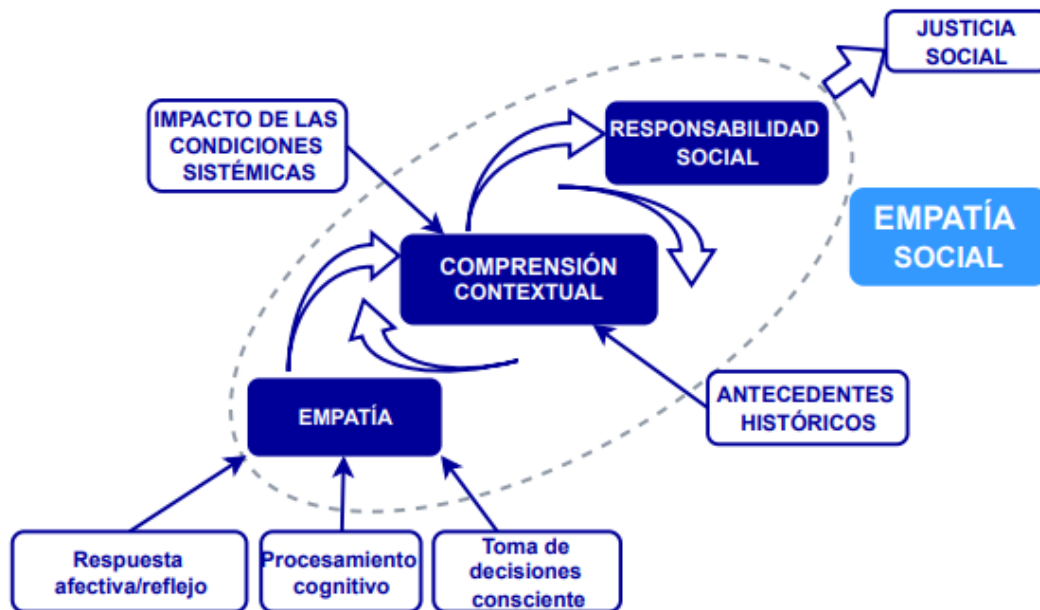 JUSTICIA
SOCIAL
IMPACTO DE LAS
CONDICIONES
SISTÉMICAS
RESPONSABILIDAD
SOCIAL
EMPATÍA
SOCIAL
COMPRENSIÓN
CONTEXTUAL
ANTECEDENTES
HISTÓRICOS
EMPATÍA
Respuesta
afectiva/reflejo
Procesamiento
cognitivo
Toma de
decisiones
consciente